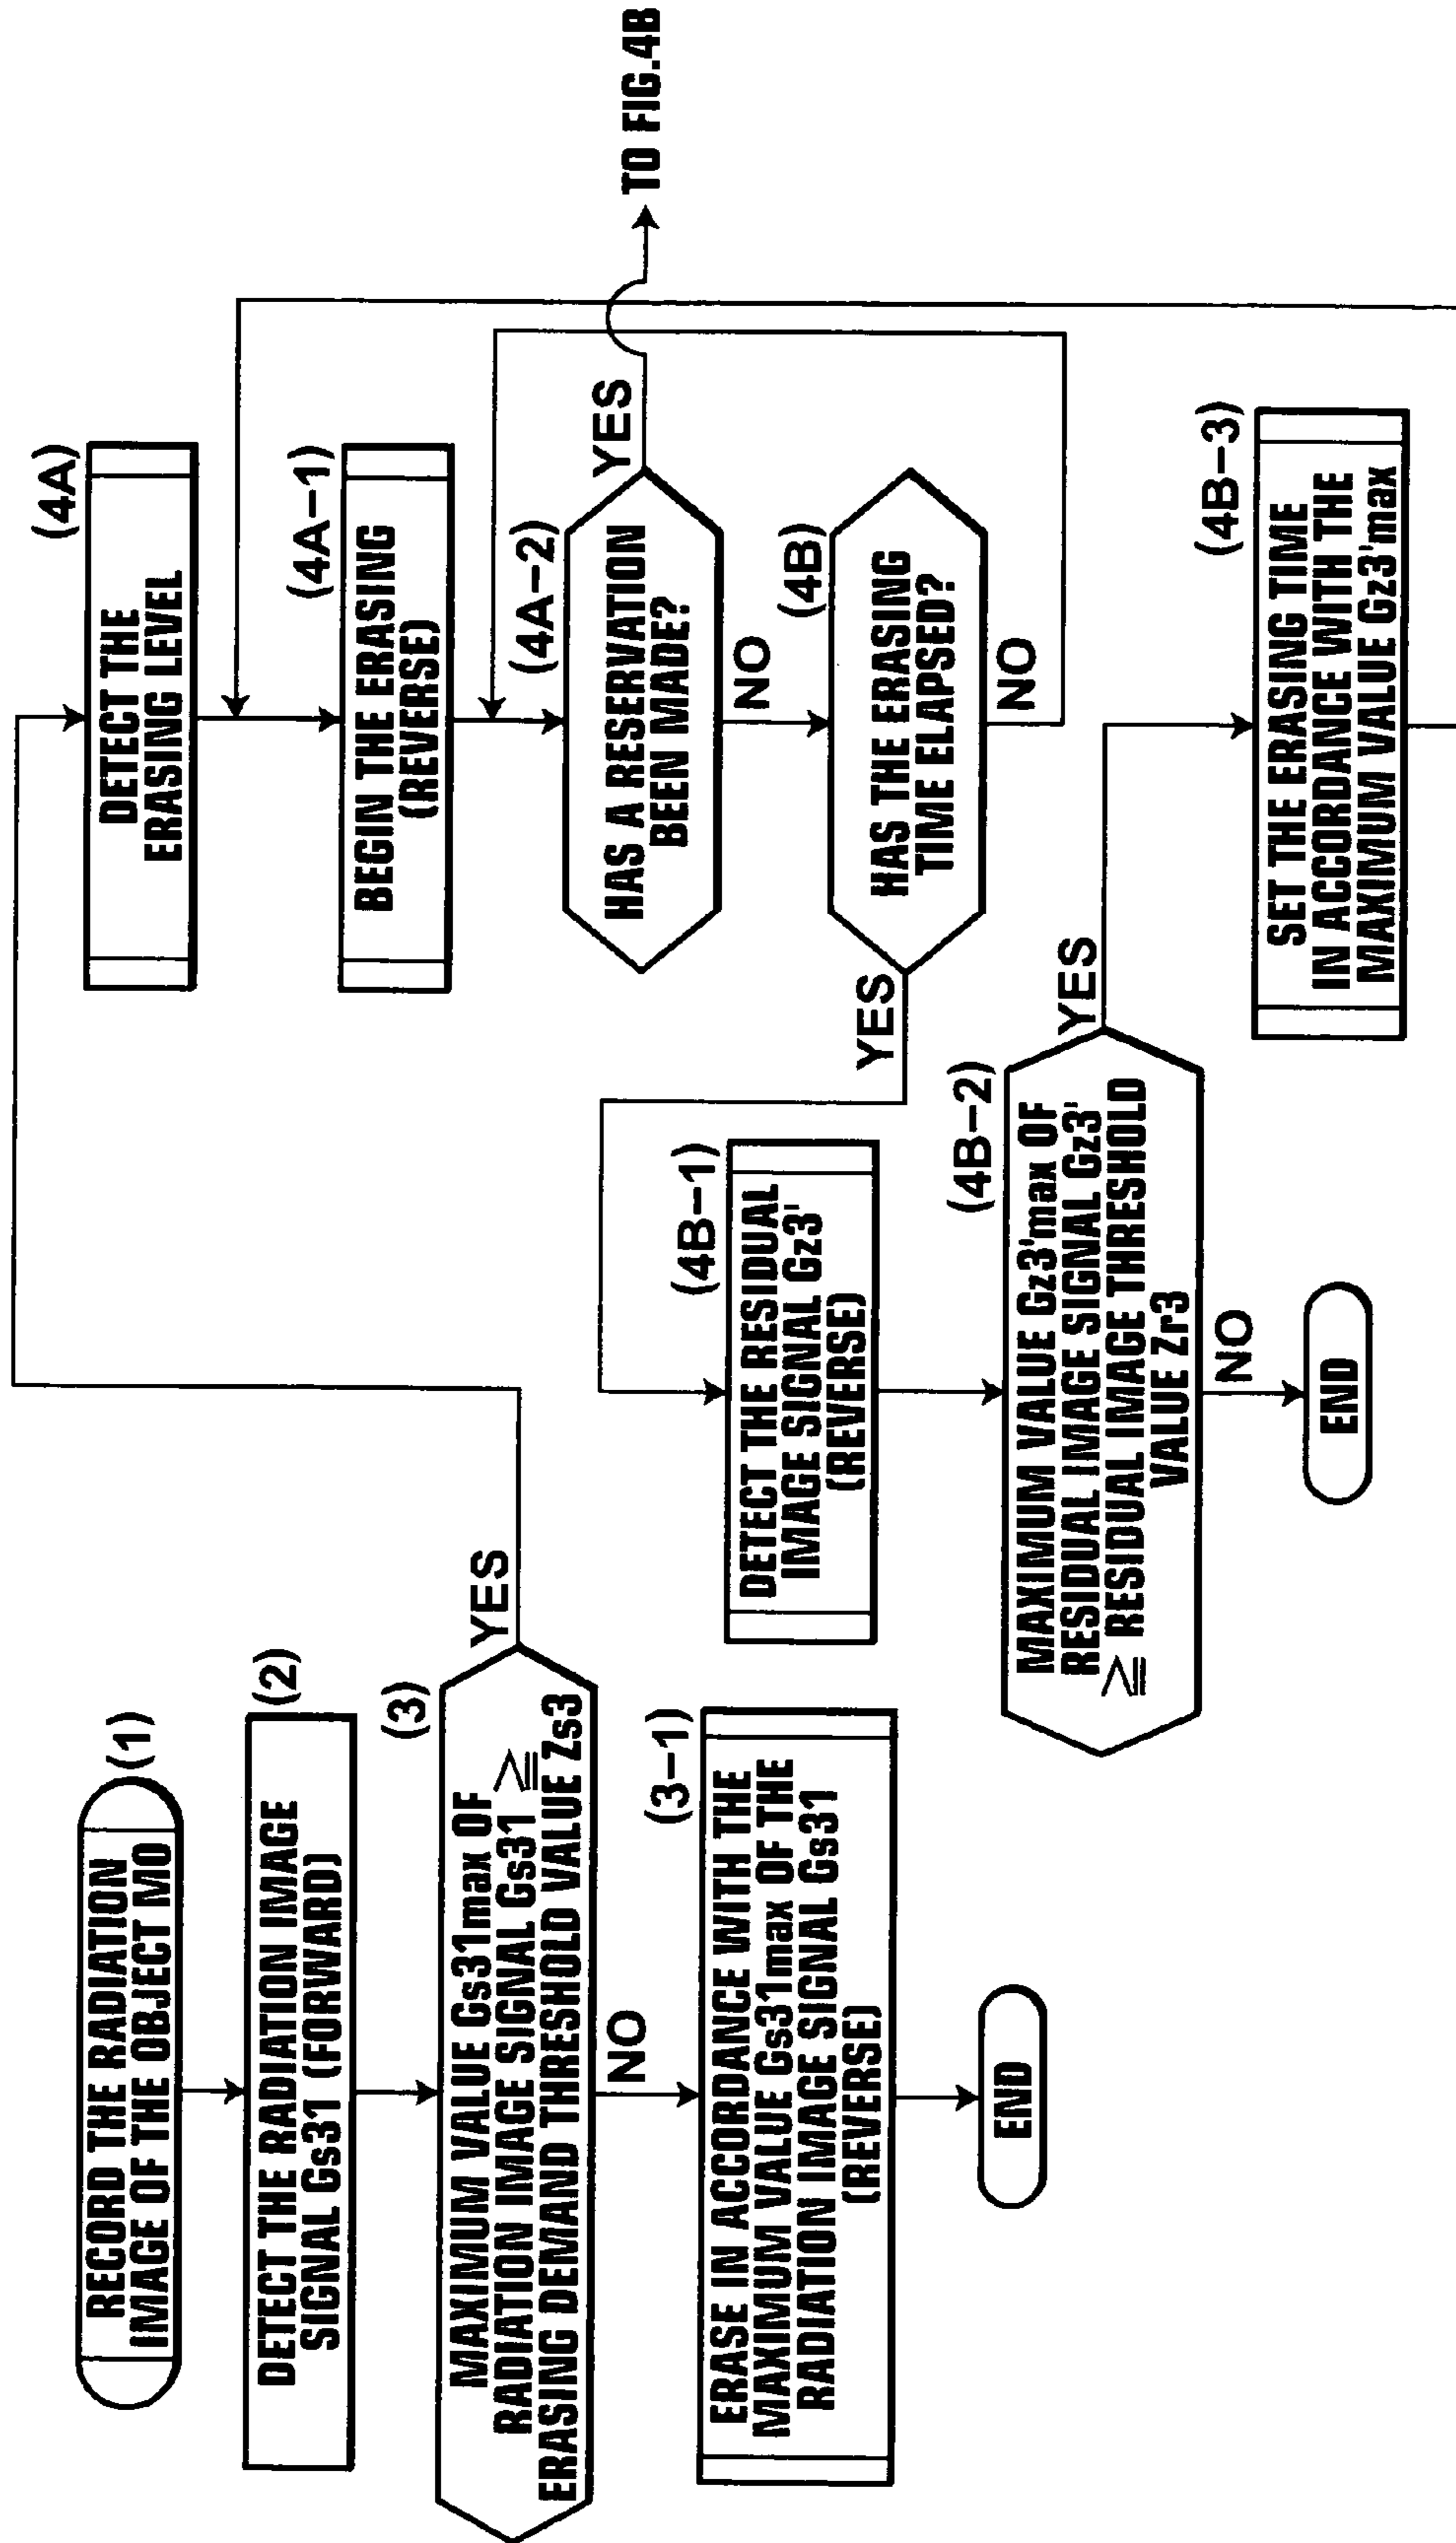 RECORD THE RADIATION
IMAGE OF THE OBJECT MO
(1)
DETECT THE RADIATION IMAGE
SIGNAL Gs31 (FORWARD)
(2)
(3)
MAXIMUM VALUE Gs31max OF
RADIATION IMAGE SIGNAL Gs31 ≧
ERASING DEMAND THRESHOLD VALUE Zs3
YES
NO
(3-1)
ERASE IN ACCORDANCE WITH THE
MAXIMUM VALUE Gs31max OF THE
RADIATION IMAGE SIGNAL Gs31
(REVERSE)
END
(4A)
DETECT THE
ERASING LEVEL
(4A-1)
BEGIN THE ERASING
(REVERSE)
(4A-2)
HAS A RESERVATION
BEEN MADE?
YES
TO FIG.4B
NO
(4B)
HAS THE ERASING
TIME ELAPSED?
YES
NO
(4B-1)
DETECT THE RESIDUAL
IMAGE SIGNAL Gz3'
(REVERSE)
(4B-2)
MAXIMUM VALUE Gz3'max OF
RESIDUAL IMAGE SIGNAL Gz3'
≧ RESIDUAL IMAGE THRESHOLD
VALUE Zr3
YES
NO
END
(4B-3)
SET THE ERASING TIME
IN ACCORDANCE WITH THE
MAXIMUM VALUE Gz3'max